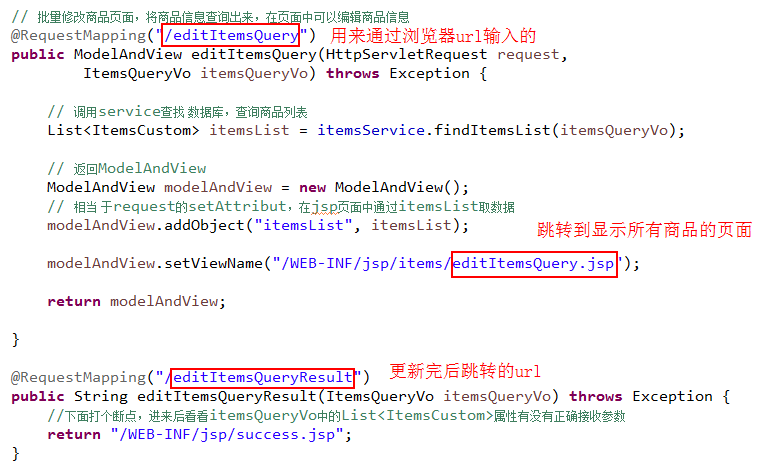 // 批量修改商品页面，将商品信息查询出来，在页面中可以编辑商品信息
@RequestMapping("/editItemsQuery") 用来通过浏览器url输入的
public ModelAndView editItemsQuery(HttpServletRequest request,
ItemsQueryVo itemsQueryVo) throws Exception {
// 调用service查找 数据库，查询商品列表
List<ItemsCustom> itemsList = itemsService.findItemsList(itemsQueryVo);
// 返回ModelAndView
ModelAndView modelAndView = new ModelAndView();
// 相当 于request的setAttribut，在jsp页面中通过itemsList取数据
modelAndView.addObject("itemsList", itemsList);
跳转到显示所有商品的页面
modelAndView.setViewName("/WEB-INF/jsp/items/editItemsQuery.jsp");
return modelAndView;
}
@RequestMapping("/editItemsQueryResult") 更新完后跳转的url
public String editItemsQueryResult(ItemsQueryVo itemsQueryVo) throws Exception {
//下面打个断点，进来后看看itemsQueryVo中的List<ItemsCustom>属性有没有正确接收参数
return "/WEB-INF/jsp/success.jsp";
}